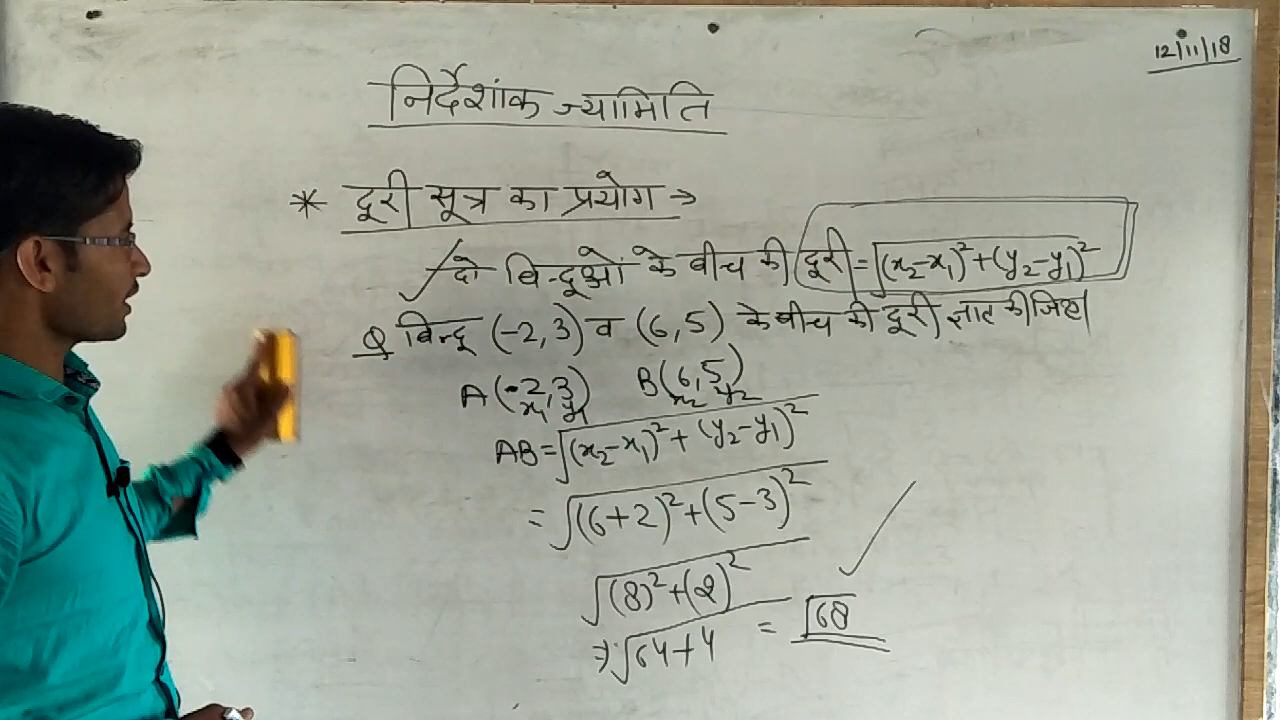 12/11/18
निर्देशांक ज्यामिति
* दूरी सूत्र का प्रयोग →
दो बिन्दूओं के बीच की दूरी = √(x₂-x₁)²+(y₂-y₁)²
Q बिन्दू (-2,3) व (6,5) के बीच की दूरी ज्ञात कीजिए।
A(-2,3) B(6,5)
x₁ y₁ x₂ y₂
AB = √(x₂-x₁)² + (y₂-y₁)²
= √(6+2)²+(5-3)²
√(8)²+(2)²
⇒ √64+4 = √68